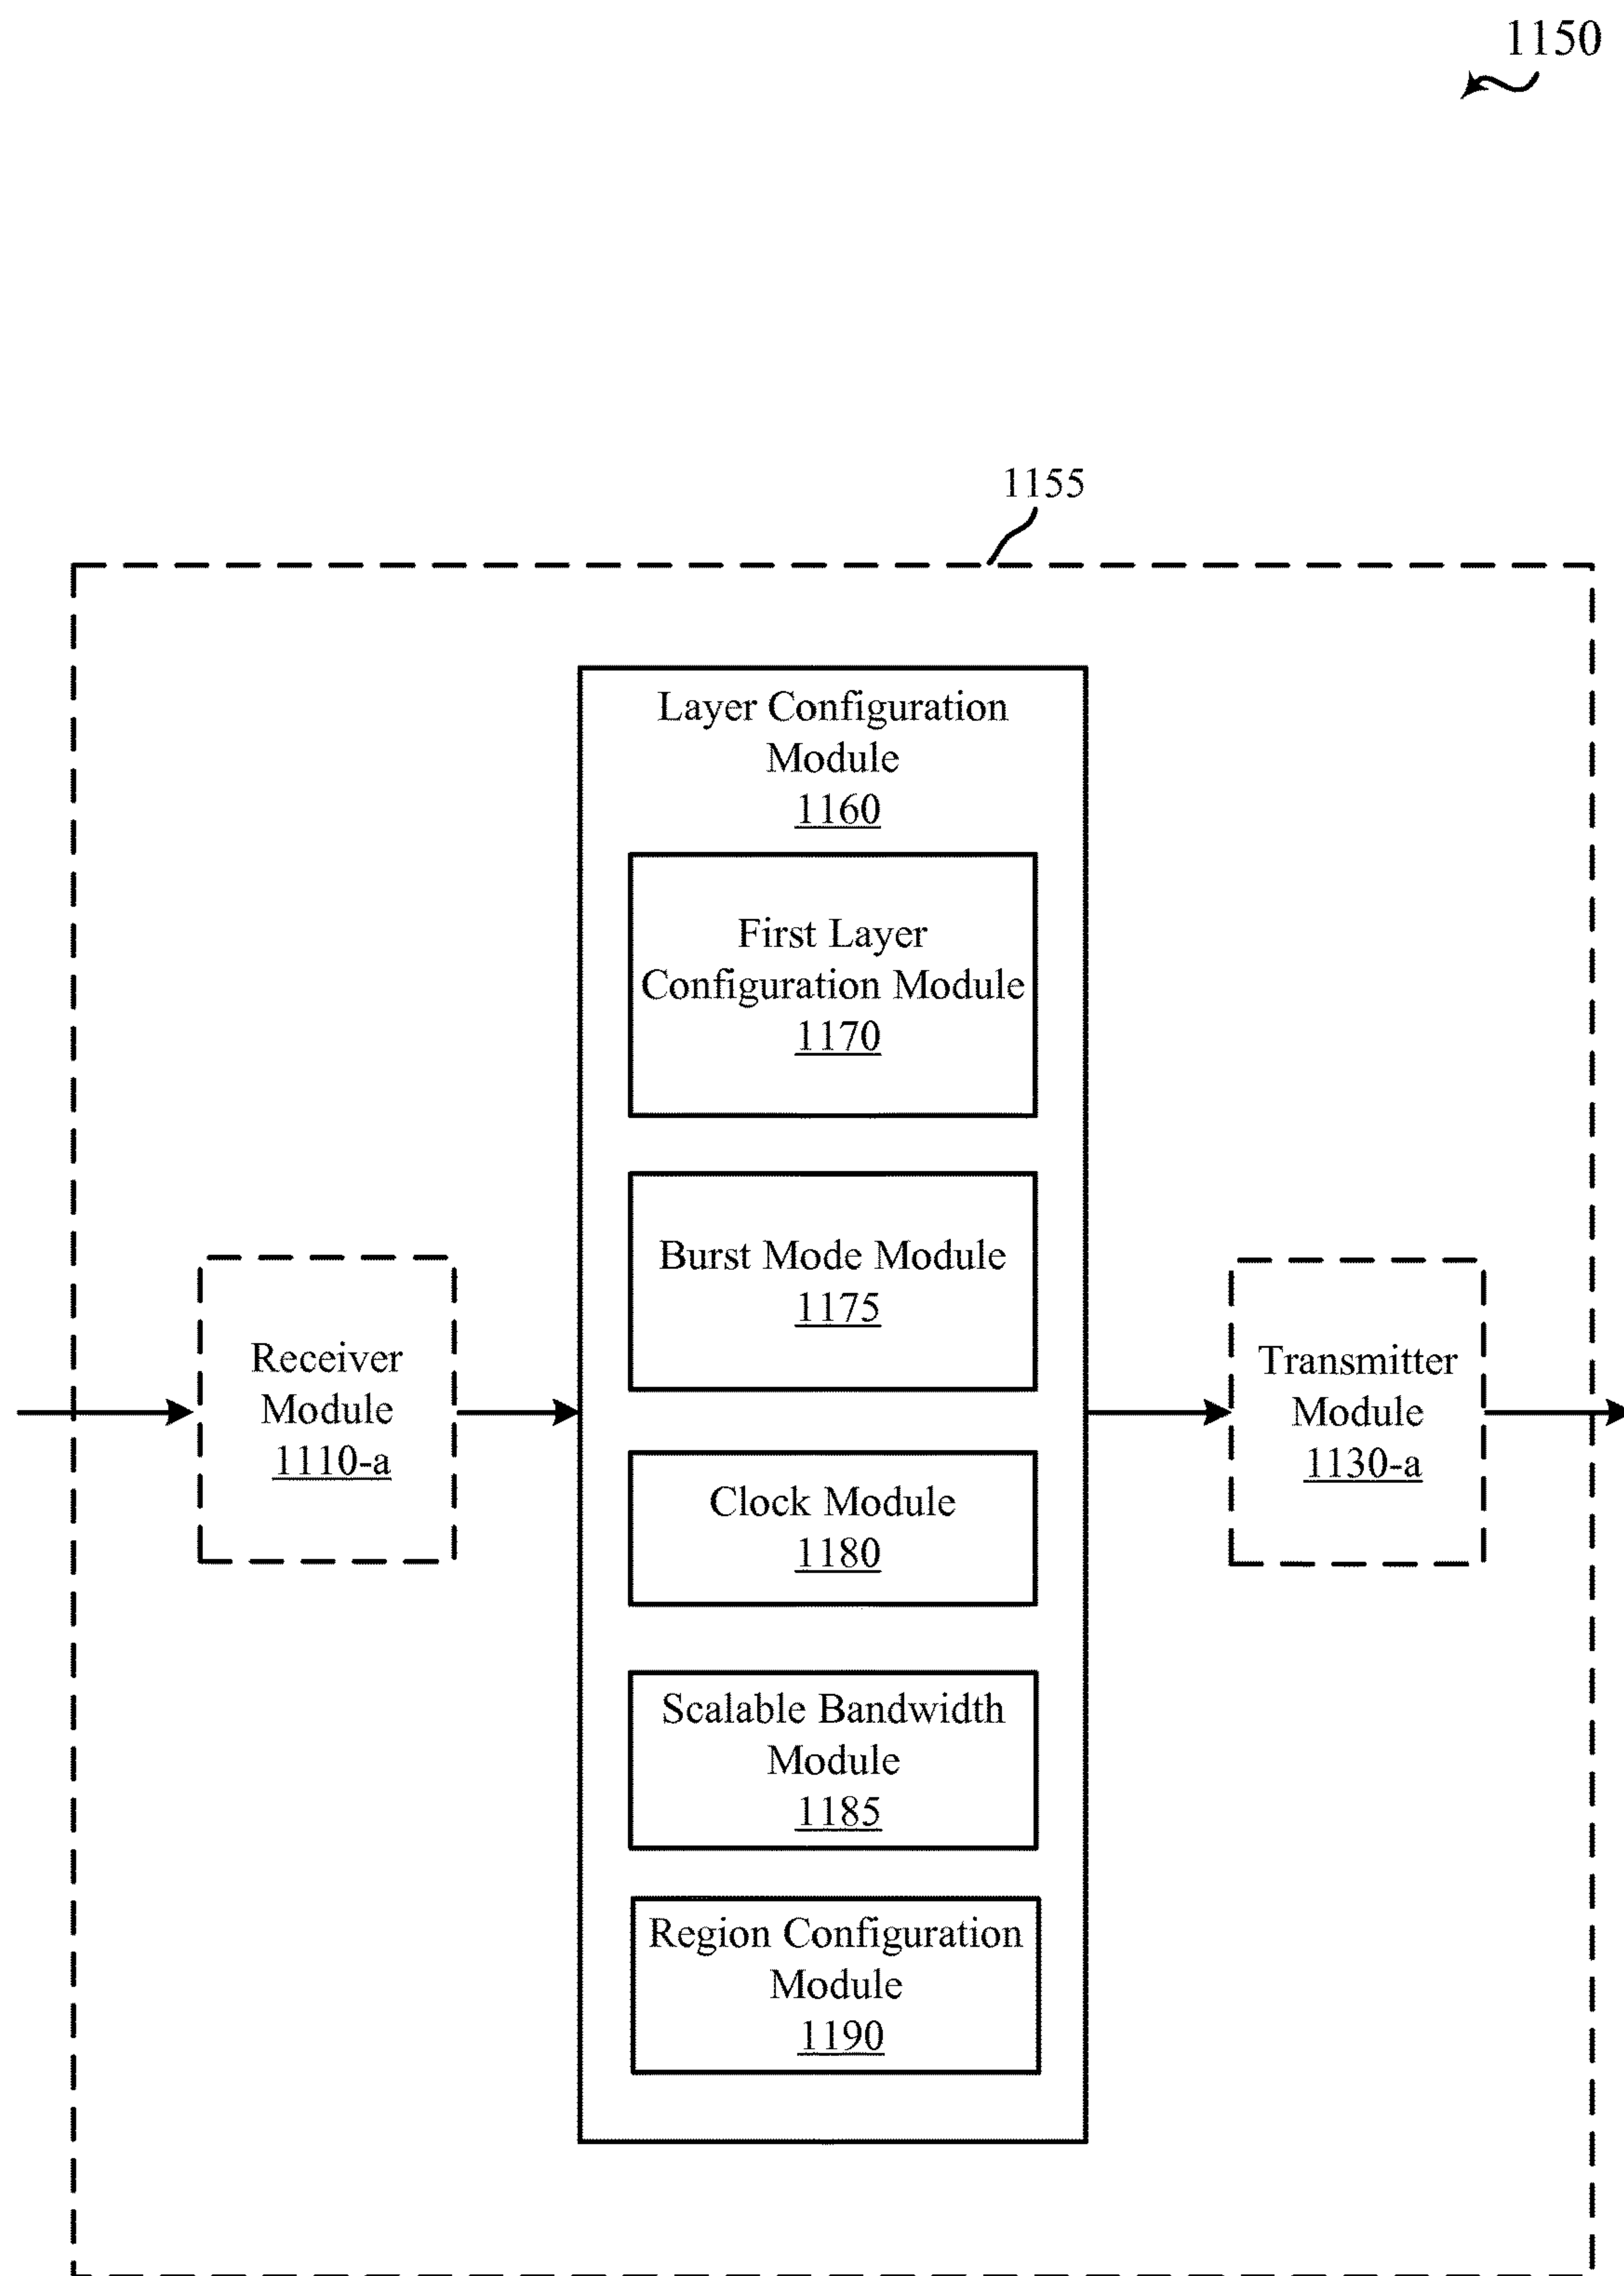 1150
1155
Layer Configuration
Module
1160
First Layer
Configuration Module
1170
Burst Mode Module
1175
Receiver
Module
1110-a
Transmitter
Module
1130-a
Clock Module
1180
Scalable Bandwidth
Module
1185
Region Configuration
Module
1190